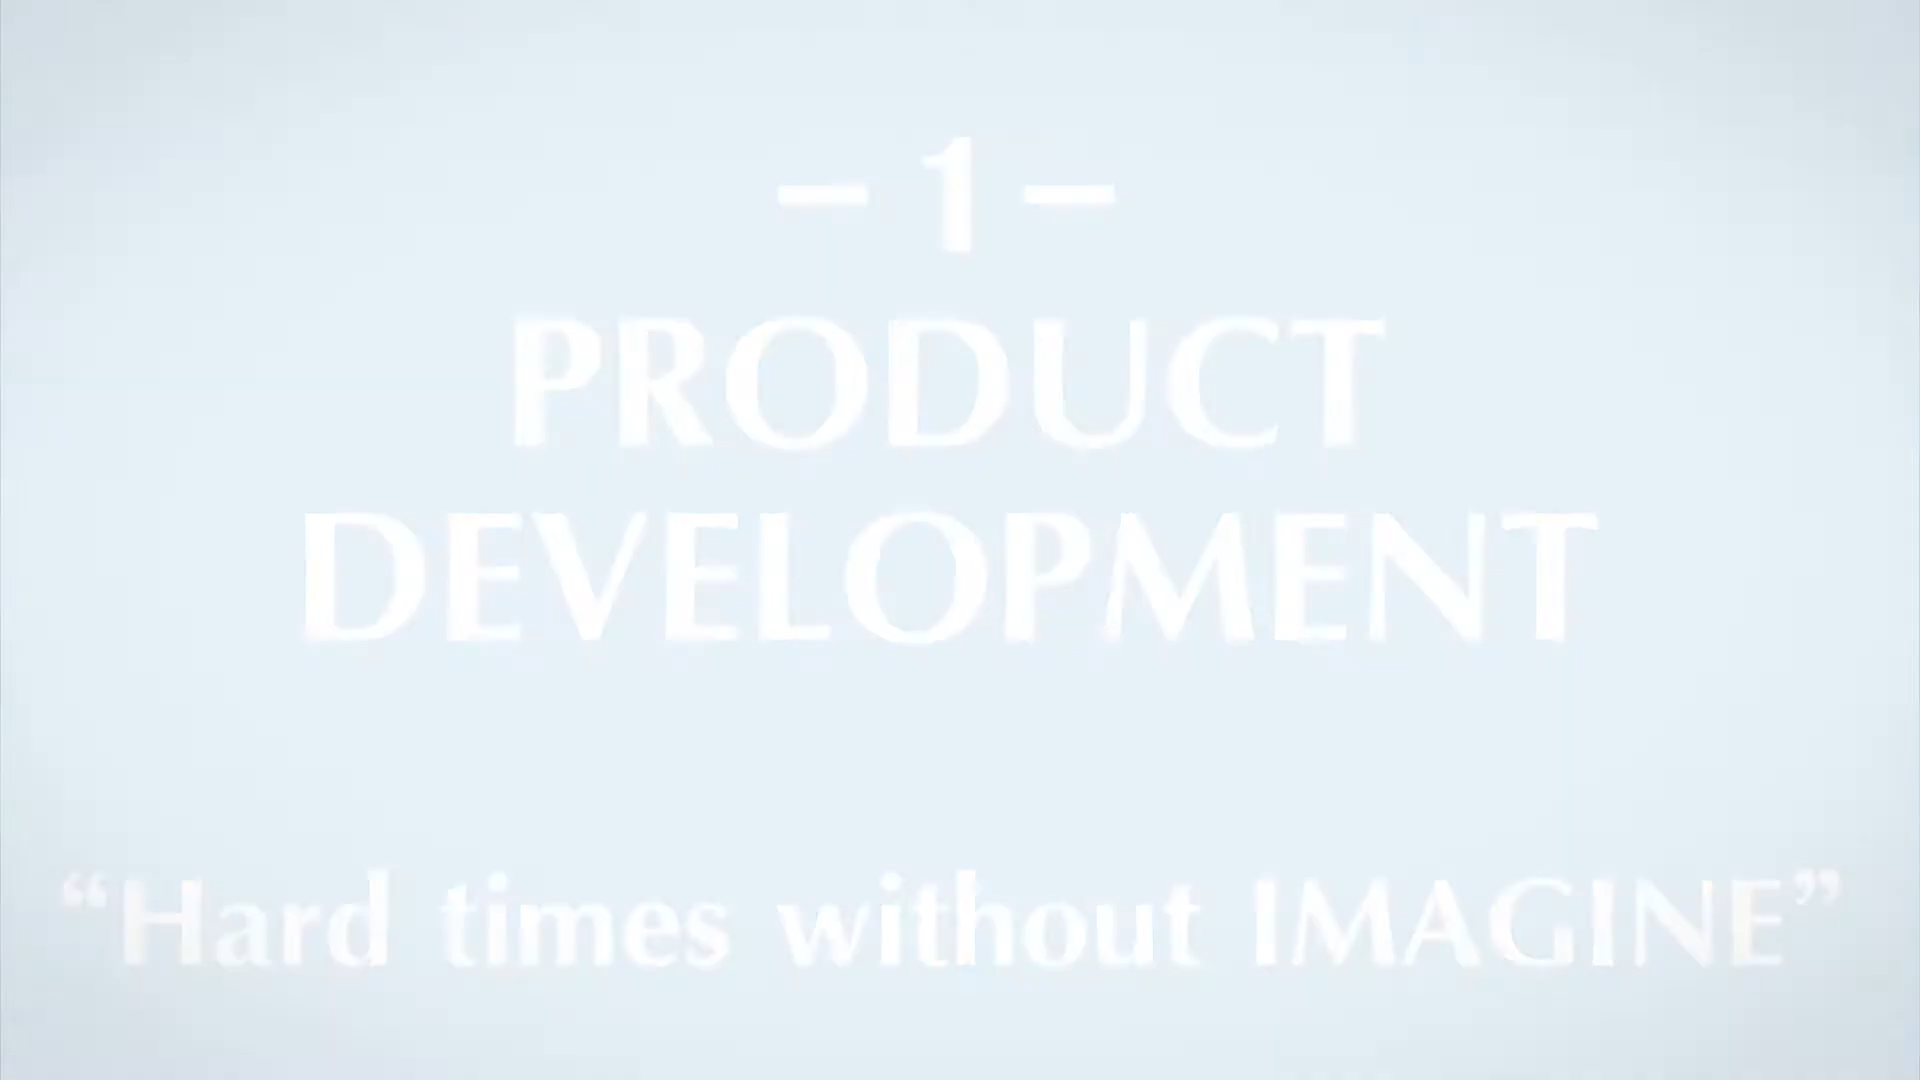 – 1 –
PRODUCT
DEVELOPMENT
“Hard times without IMAGINE”